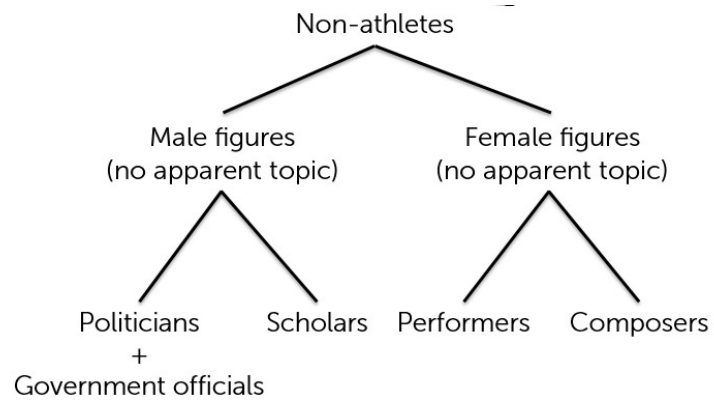 Non-athletes
Male figures
(no apparent topic)
Female figures
(no apparent topic)
Politicians
+
Government officials
Scholars
Performers
Composers